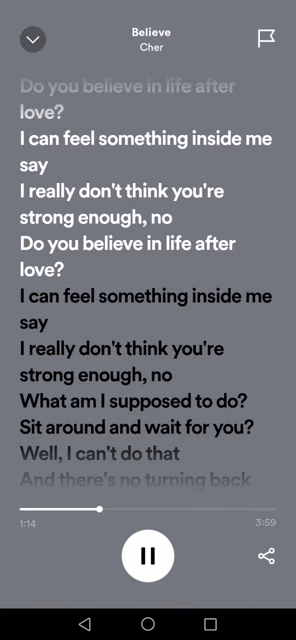 Believe
Cher
Do you believe in life after
love?
I can feel something inside me
say
I really don't think you're
strong enough, no
Do you believe in life after
love?
I can feel something inside me
say
I really don't think you're
strong enough, no
What am I supposed to do?
Sit around and wait for you?
Well, I can't do that
And there's no turning back
1:14
3:59